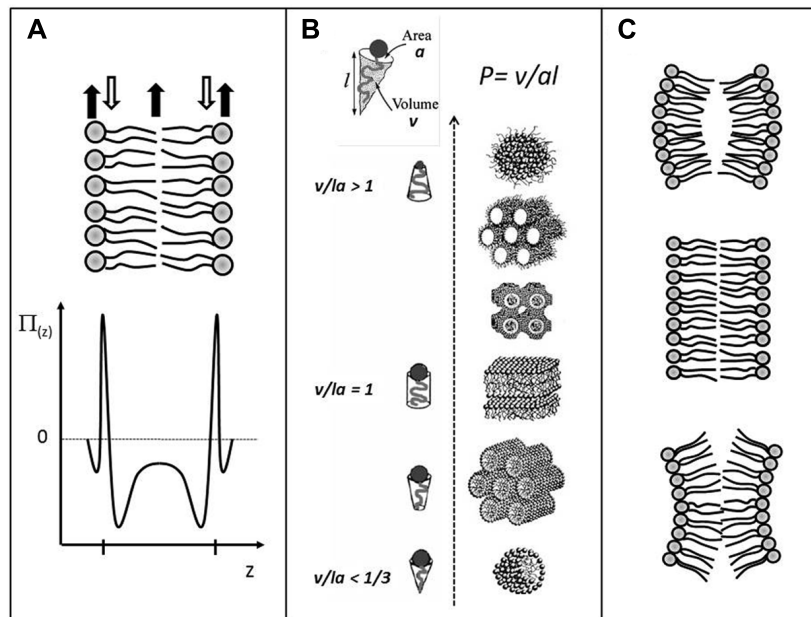 A
Π(z)
0
z
B
Area
a
l
Volume
v
P= v/al
v/la > 1
v/la = 1
v/la < 1/3
C